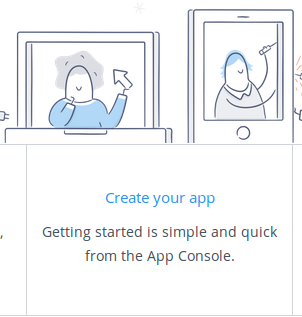 Create your app
Getting started is simple and quick
from the App Console.